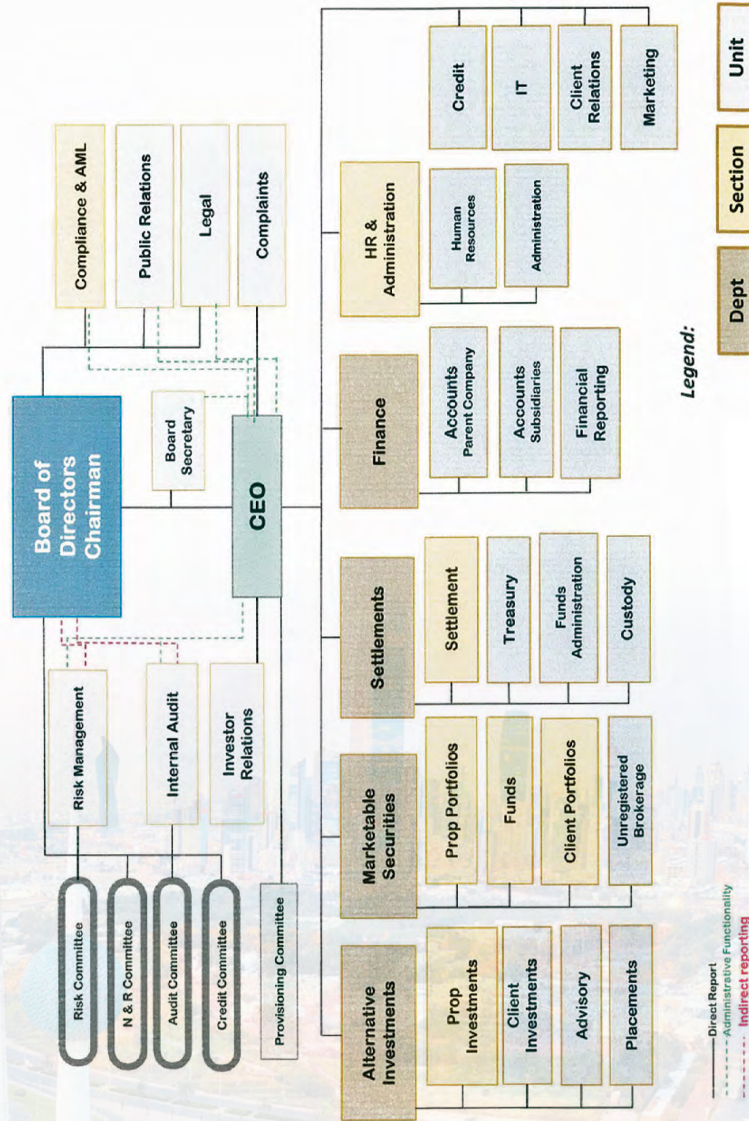 Board of
Directors
Chairman
Compliance & AML
Public Relations
Legal
Complaints
Board
Secretary
CEO
Risk Management
Internal Audit
Investor
Relations
Risk Committee
N & R Committee
Audit Committee
Credit Committee
Provisioning Committee
Alternative
Investments
Prop
Investments
Client
Investments
Advisory
Placements
Marketable
Securities
Prop Portfolios
Funds
Client Portfolios
Unregistered
Brokerage
Settlements
Settlement
Treasury
Funds
Administration
Custody
Finance
Accounts
Parent Company
Accounts
Subsidiaries
Financial
Reporting
HR &
Administration
Human
Resources
Administration
Credit
IT
Client
Relations
Marketing
Direct Report
Administrative Functionality
Indirect reporting
Legend:
Dept
Section
Unit